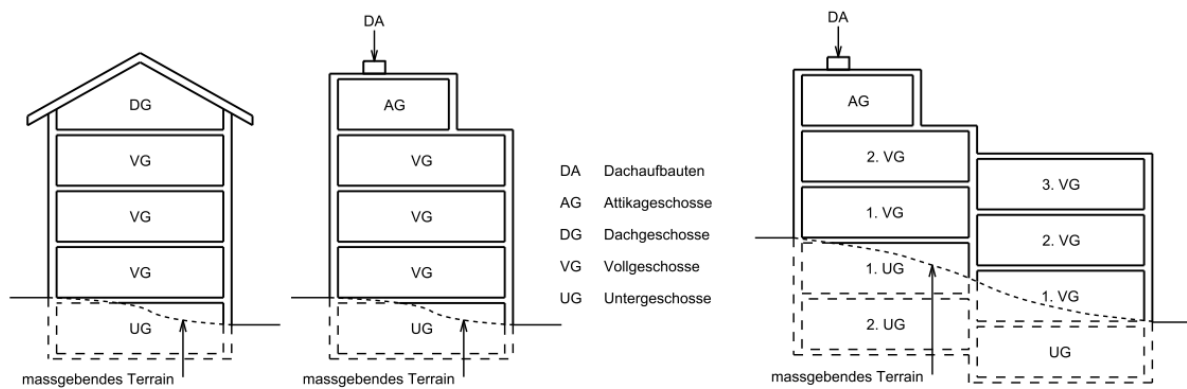 DG
VG
VG
VG
UG
massgebendes Terrain
DA
AG
VG
VG
VG
UG
massgebendes Terrain
DA Dachaufbauten
AG Attikageschosse
DG Dachgeschosse
VG Vollgeschosse
UG Untergeschosse
DA
AG
2. VG
1. VG
1. UG
2. UG
3. VG
2. VG
1. VG
UG
massgebendes Terrain